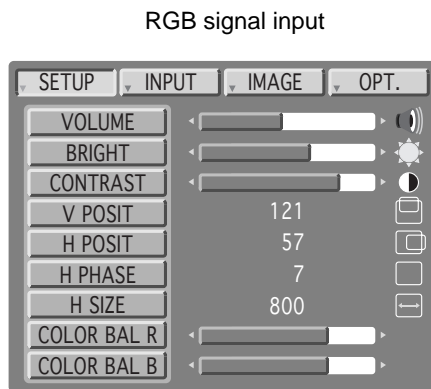 RGB signal input
SETUP INPUT IMAGE OPT.
VOLUME
BRIGHT
CONTRAST
V POSIT 121
H POSIT 57
H PHASE 7
H SIZE 800
COLOR BAL R
COLOR BAL B